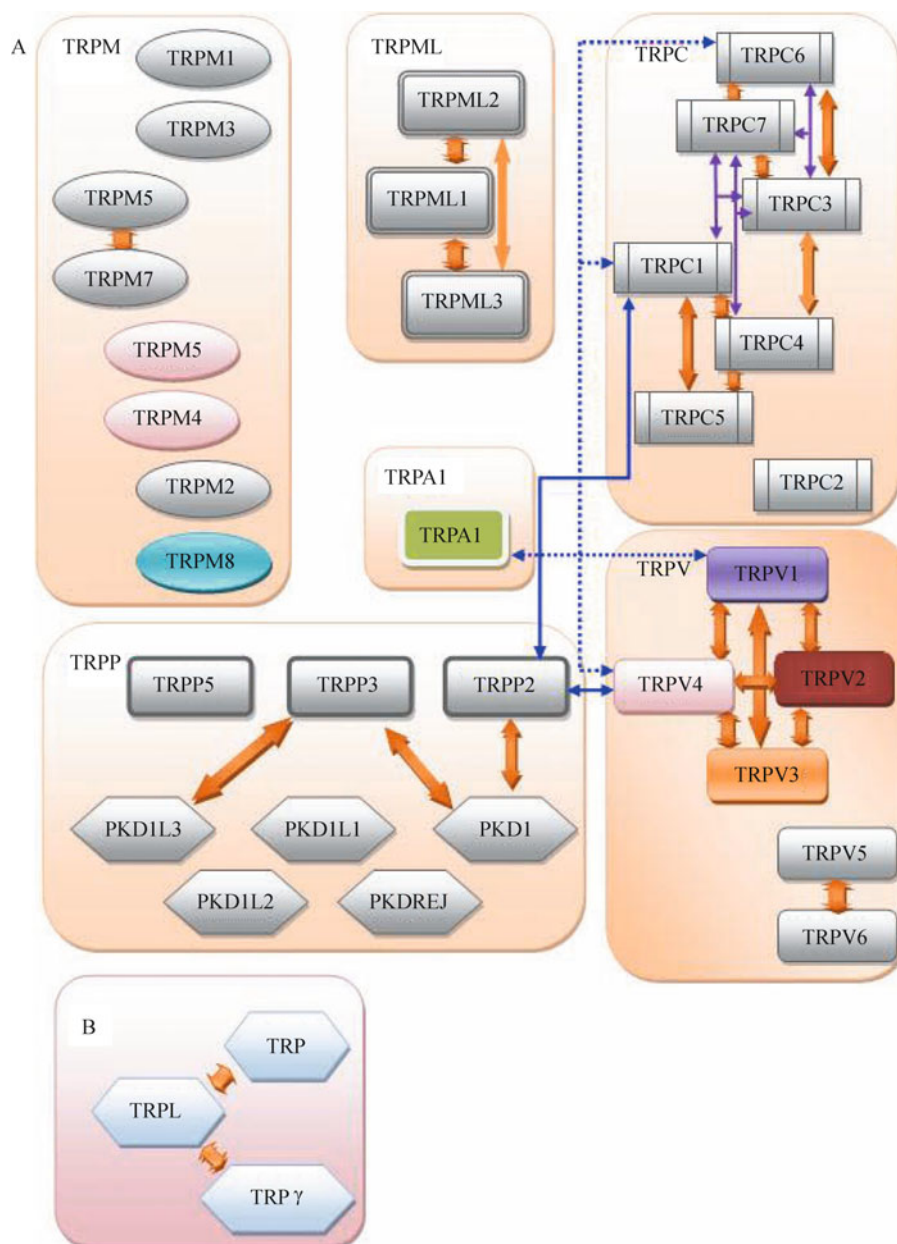 A
TRPM
TRPM1
TRPM3
TRPM5
TRPM7
TRPM5
TRPM4
TRPM2
TRPM8
TRPML
TRPML2
TRPML1
TRPML3
TRPC
TRPC6
TRPC7
TRPC3
TRPC1
TRPC4
TRPC5
TRPC2
TRPA1
TRPA1
TRPV
TRPV1
TRPV4
TRPV2
TRPV3
TRPV5
TRPV6
TRPP
TRPP5
TRPP3
TRPP2
PKD1L3
PKD1L1
PKD1
PKD1L2
PKDREJ
B
TRP
TRPL
TRP γ